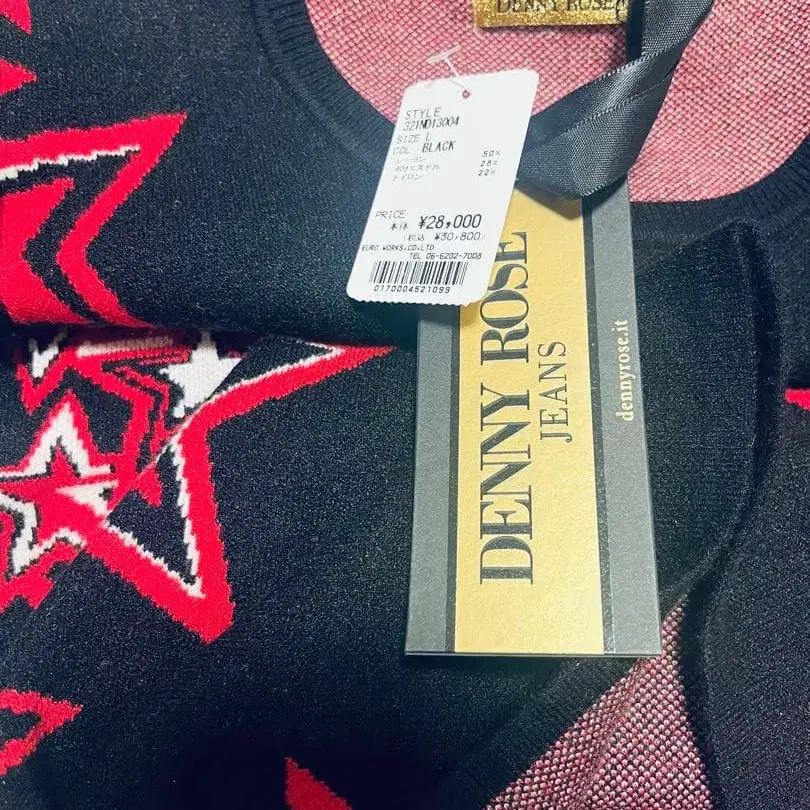 DENNY ROSE
STYLE
321ND13004
SIZE L
COL BLACK
レーヨン 50%
ポリエステル 28%
ナイロン 22%
PRICE
本体 ¥28,000
(税込 ¥30,800)
EURO WORKS.CO.,LTD
TEL 06-6202-7008
0170004521099
DENNY ROSE
JEANS
dennyrose.it